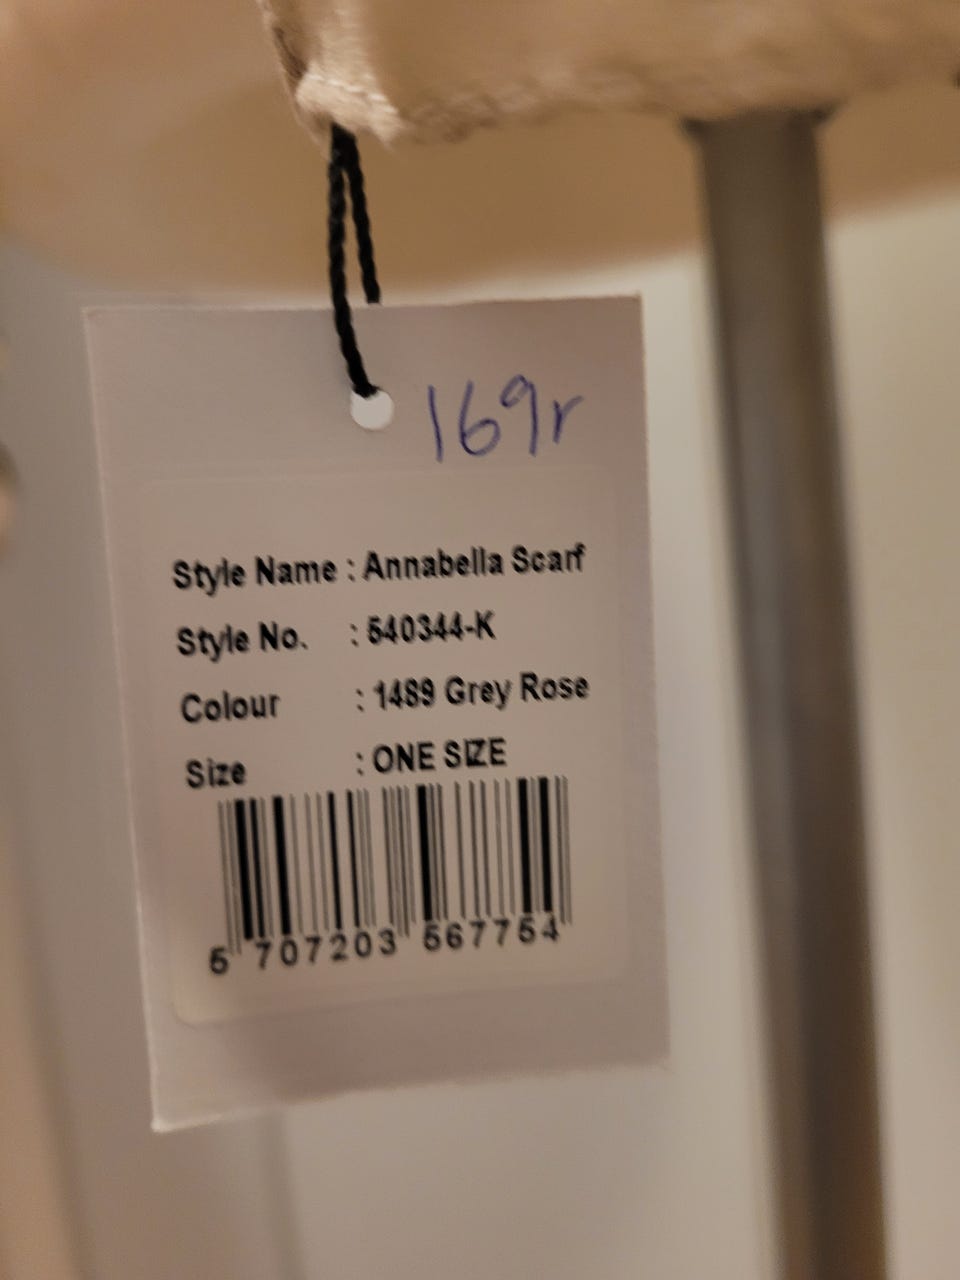 169r
Style Name : Annabella Scarf
Style No. : 540344-K
Colour : 1489 Grey Rose
Size : ONE SIZE
5 707203 567754